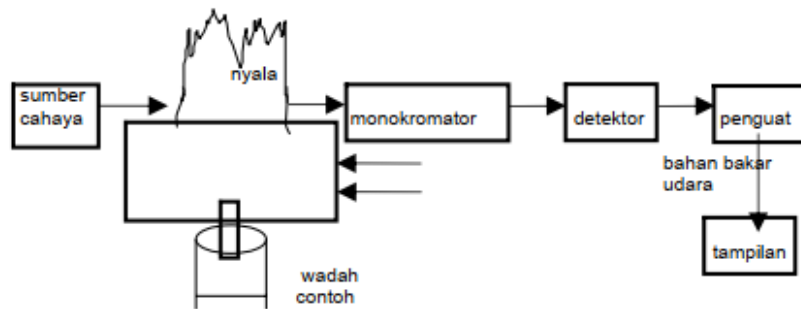 nyala
sumber
cahaya
monokromator
detektor
penguat
bahan bakar
udara
tampilan
wadah
contoh